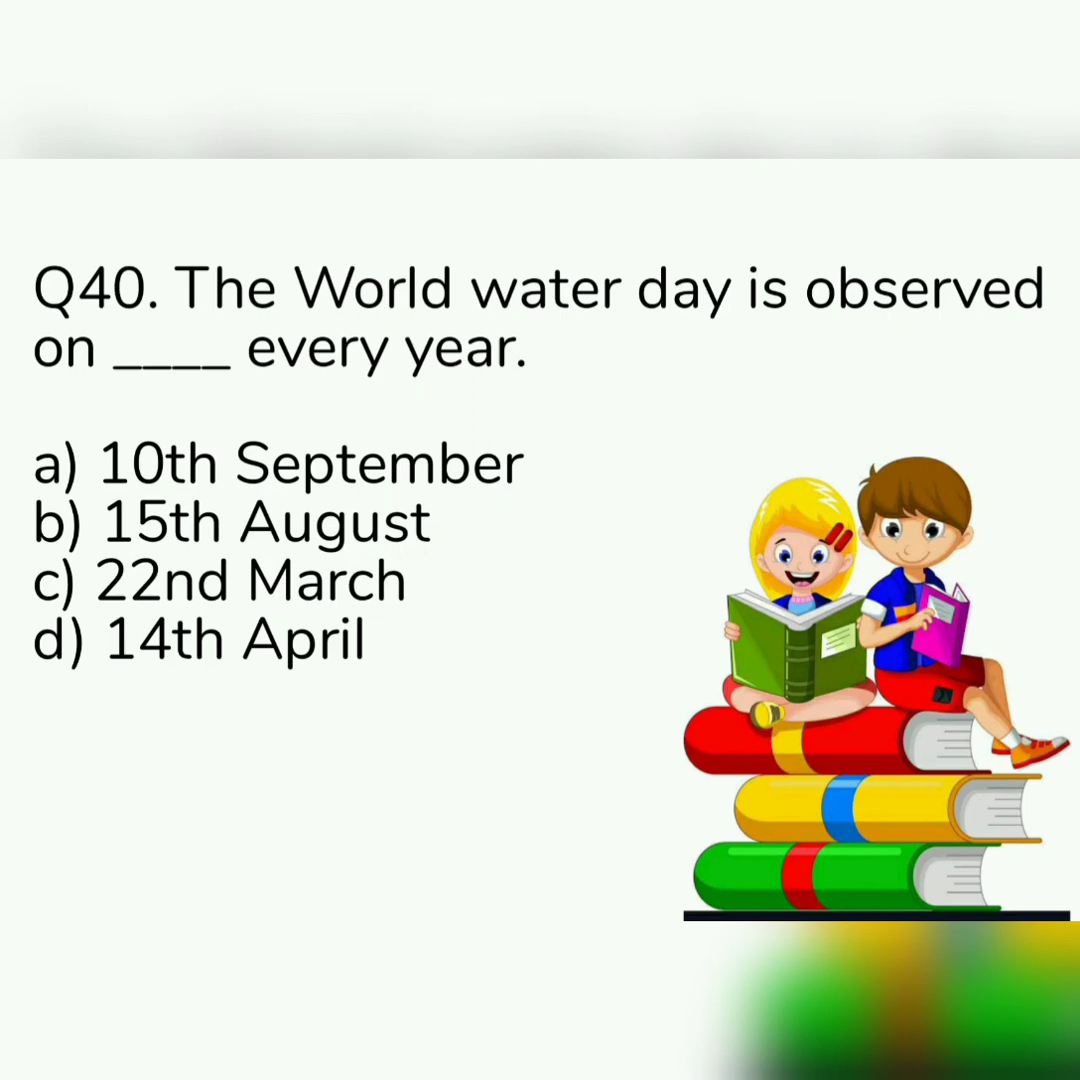 Q40. The World water day is observed
on ____ every year.
a) 10th September
b) 15th August
c) 22nd March
d) 14th April